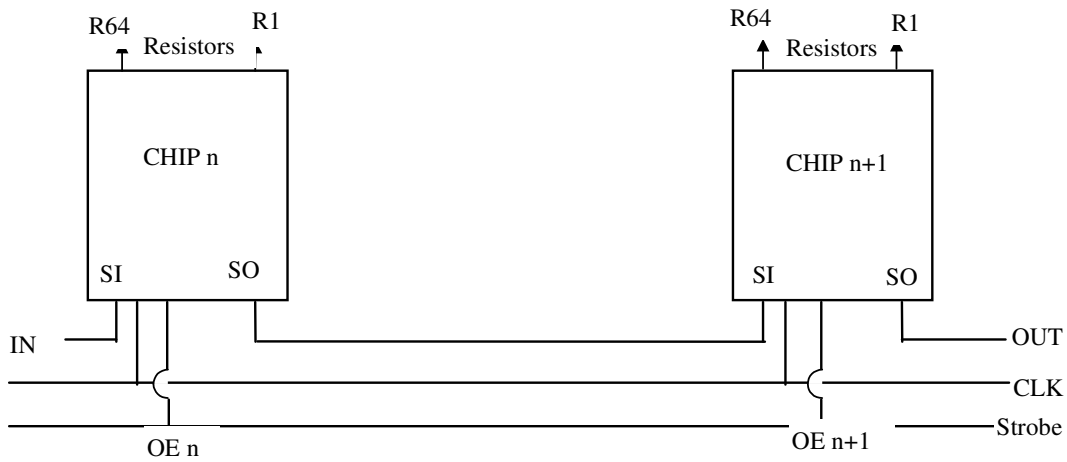 R64
Resistors
R1
R64
Resistors
R1
CHIP n
CHIP n+1
SI
SO
SI
SO
IN
OUT
CLK
Strobe
OE n
OE n+1